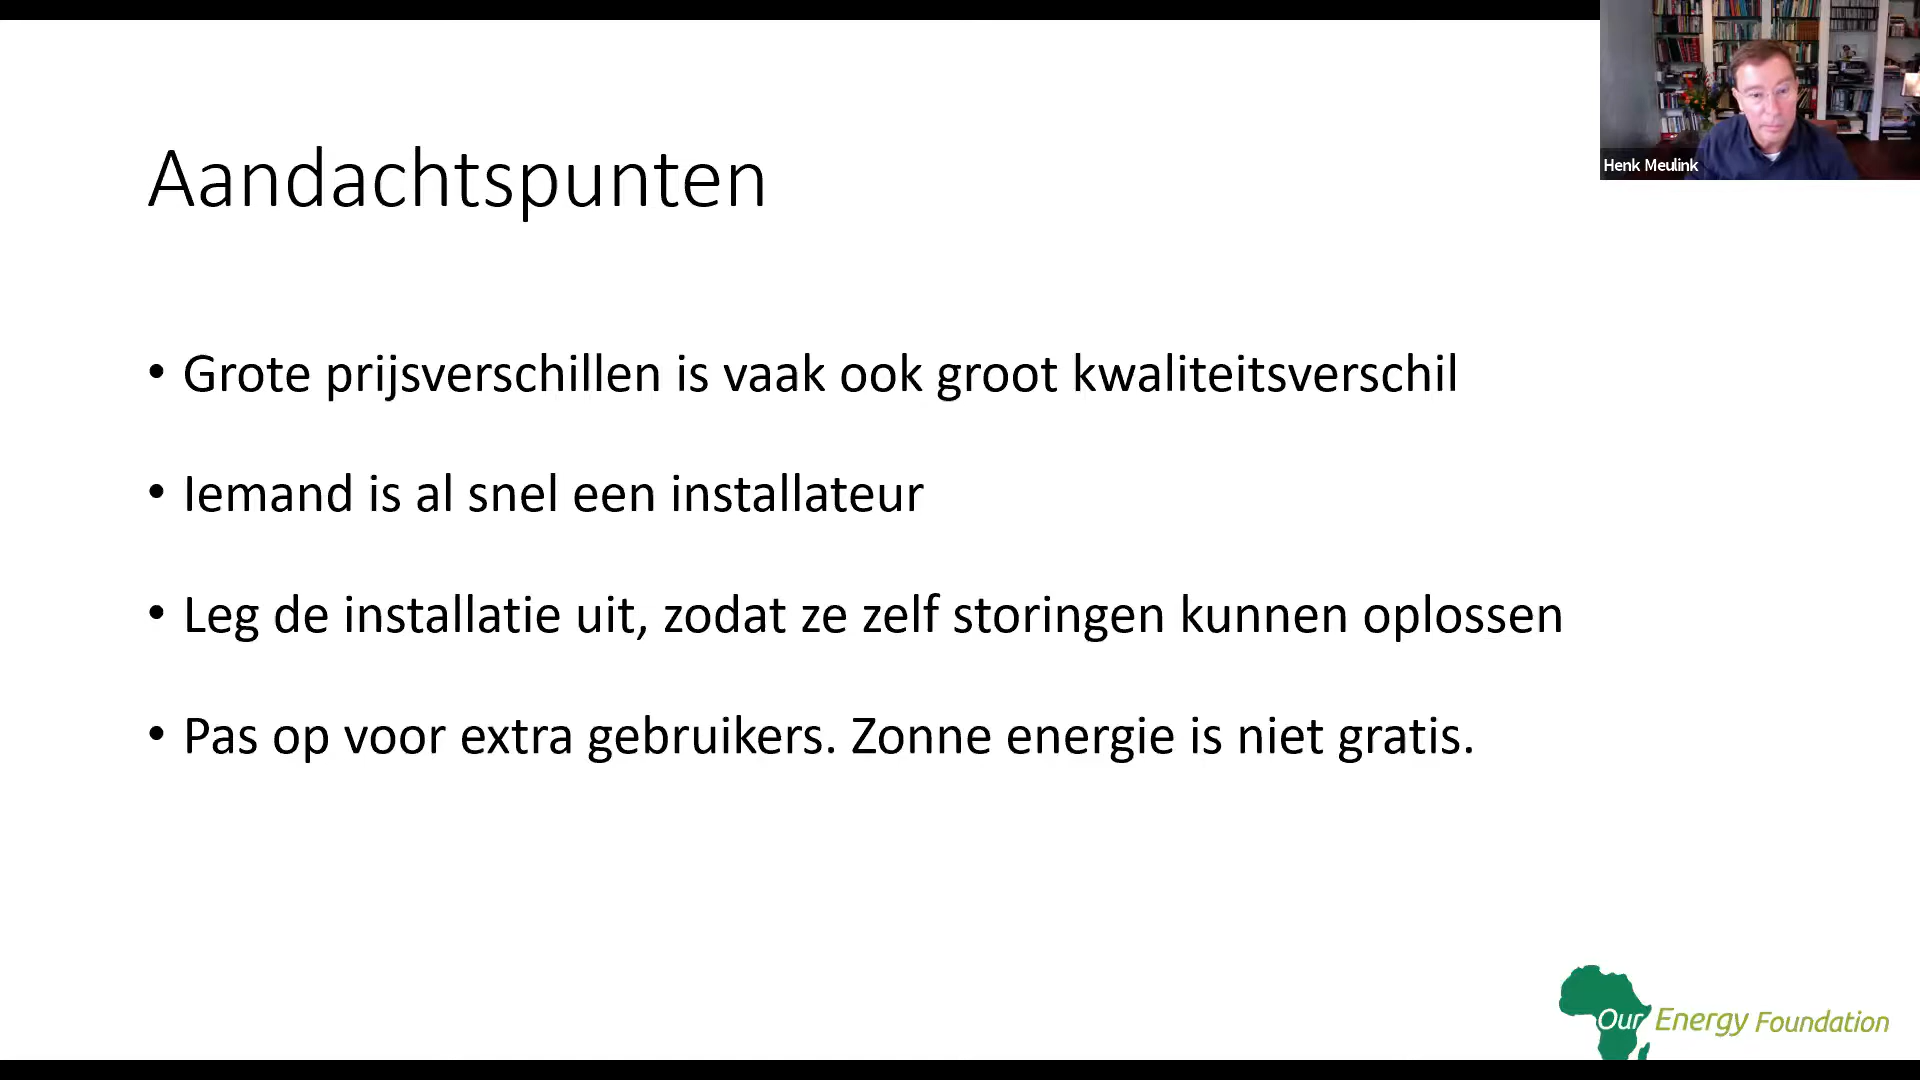 Henk Meulink
Aandachtspunten
• Grote prijsverschillen is vaak ook groot kwaliteitsverschil
• Iemand is al snel een installateur
• Leg de installatie uit, zodat ze zelf storingen kunnen oplossen
• Pas op voor extra gebruikers. Zonne energie is niet gratis.
Our Energy Foundation